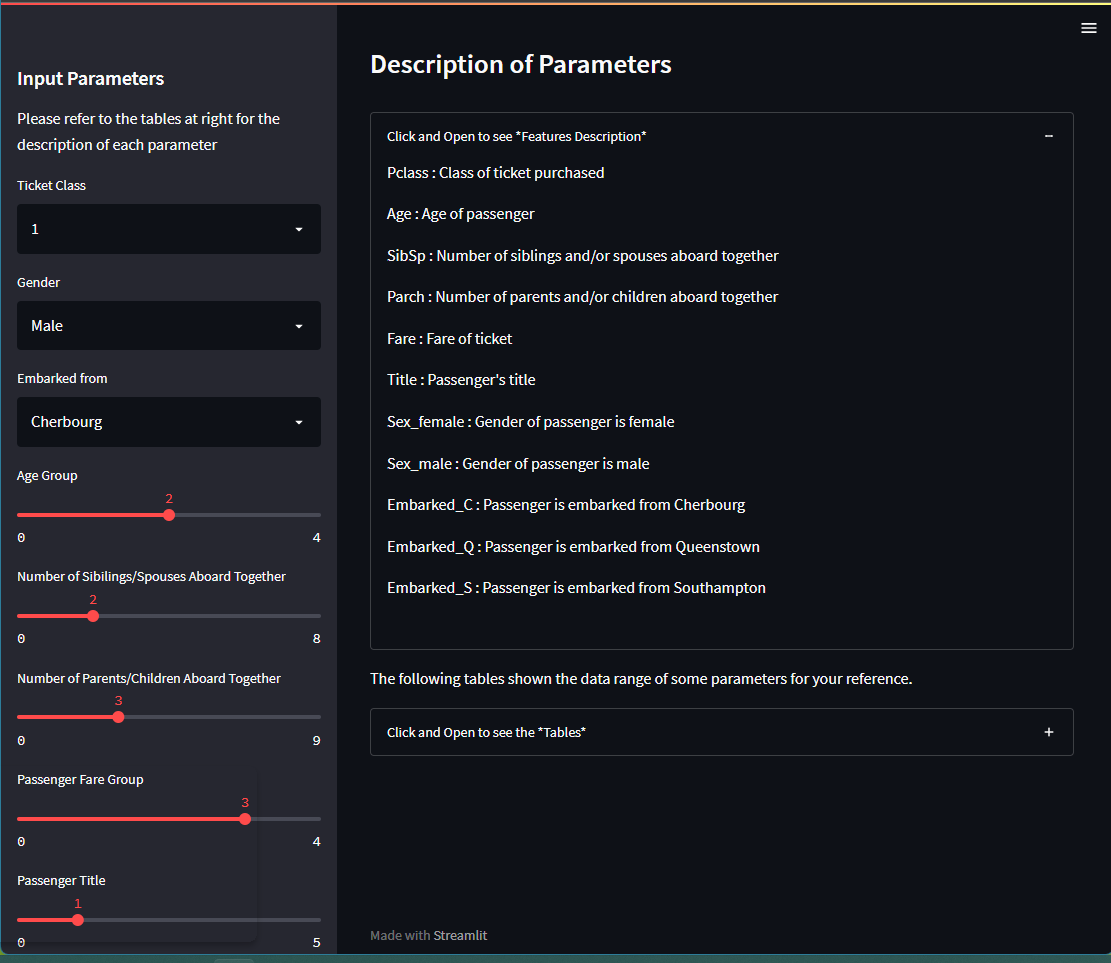 Input Parameters
Please refer to the tables at right for the
description of each parameter
Ticket Class
1
Gender
Male
Embarked from
Cherbourg
Age Group
2
0 4
Number of Sibilings/Spouses Aboard Together
2
0 8
Number of Parents/Children Aboard Together
3
0 9
Passenger Fare Group
3
0 4
Passenger Title
1
0 5
Description of Parameters
Click and Open to see *Features Description*
Pclass : Class of ticket purchased
Age : Age of passenger
SibSp : Number of siblings and/or spouses aboard together
Parch : Number of parents and/or children aboard together
Fare : Fare of ticket
Title : Passenger's title
Sex_female : Gender of passenger is female
Sex_male : Gender of passenger is male
Embarked_C : Passenger is embarked from Cherbourg
Embarked_Q : Passenger is embarked from Queenstown
Embarked_S : Passenger is embarked from Southampton
The following tables shown the data range of some parameters for your reference.
Click and Open to see the *Tables*
Made with Streamlit